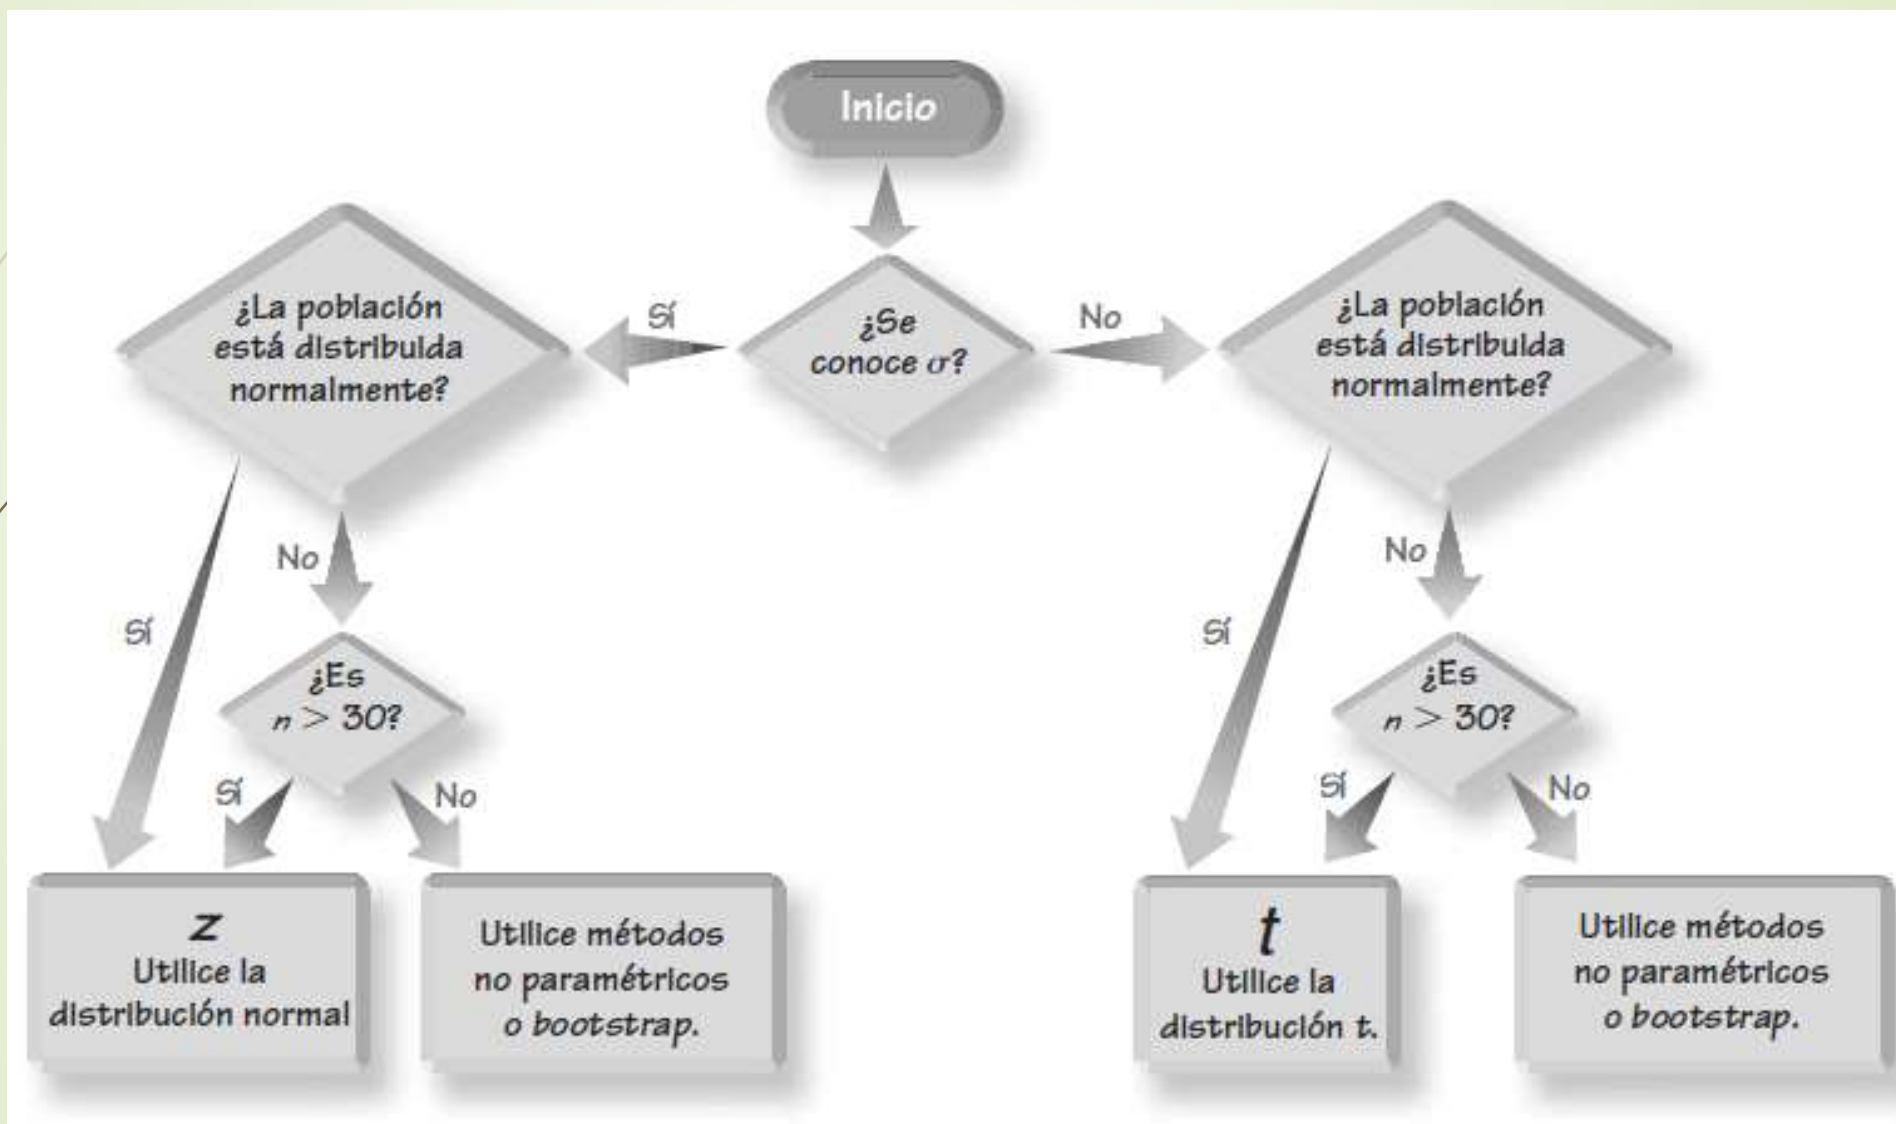 Inicio
¿Se
conoce σ?
Sí
No
¿La población
está distribuida
normalmente?
No
Sí
¿Es
n > 30?
Sí
No
z
Utilice la
distribución normal
Utilice métodos
no paramétricos
o bootstrap.
¿La población
está distribuida
normalmente?
No
Sí
¿Es
n > 30?
Sí
No
t
Utilice la
distribución t.
Utilice métodos
no paramétricos
o bootstrap.